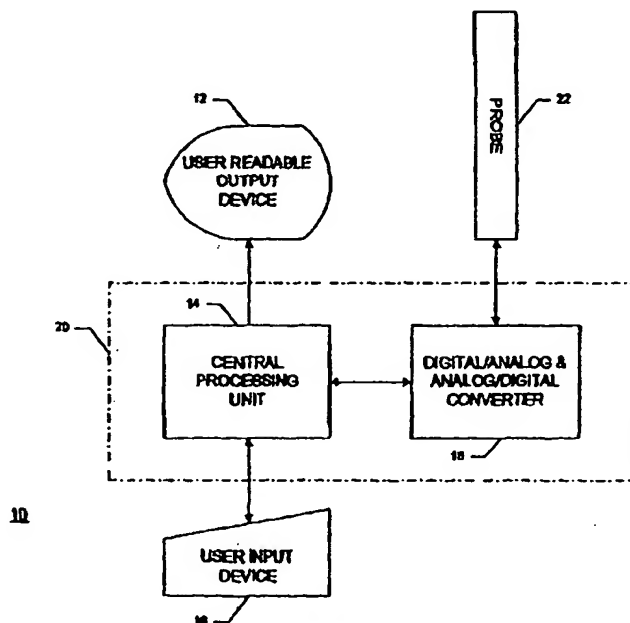 12
USER READABLE
OUTPUT
DEVICE
PROBE
22
20
14
CENTRAL
PROCESSING
UNIT
DIGITAL/ANALOG &
ANALOG/DIGITAL
CONVERTER
18
10
USER INPUT
DEVICE